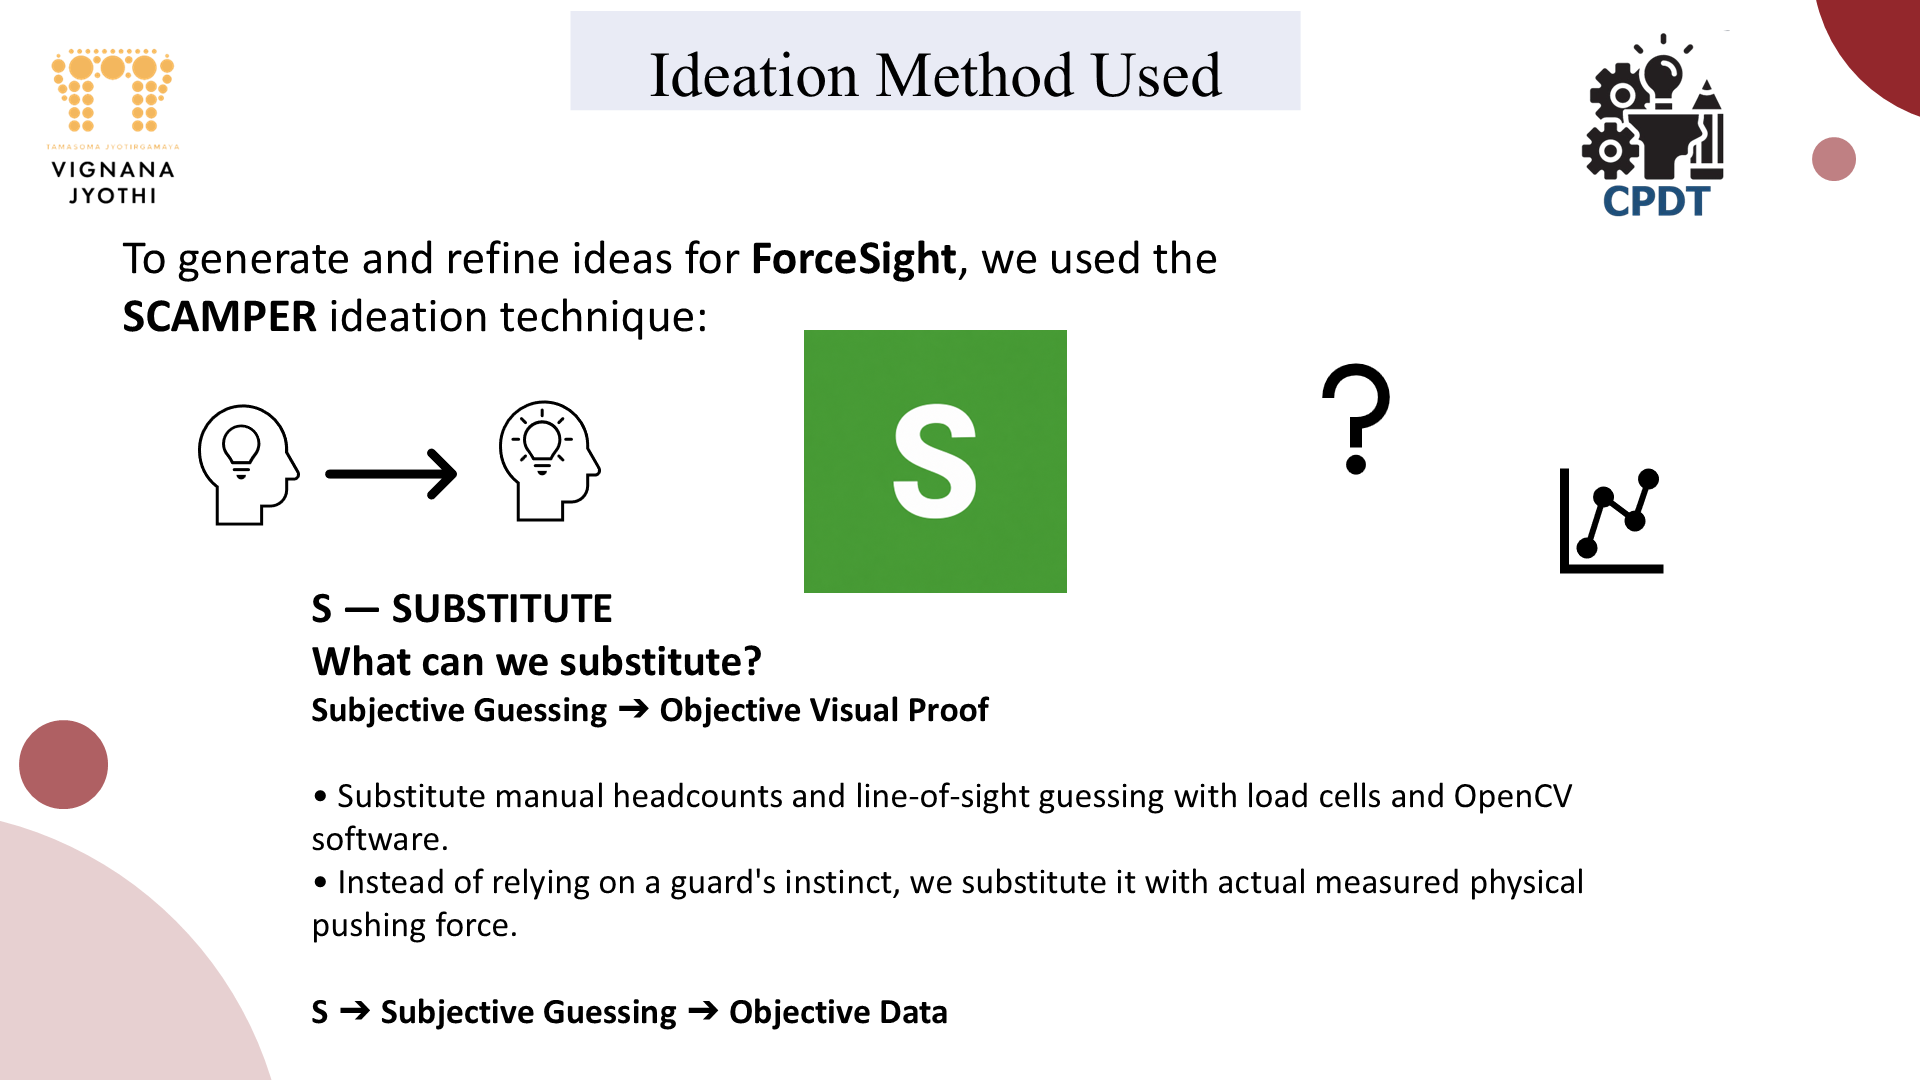 Ideation Method Used
TAMASOMA JYOTIRGAMAYA
VIGNANA
JYOTHI
CPDT
To generate and refine ideas for ForceSight, we used the
SCAMPER ideation technique:
S
S — SUBSTITUTE
What can we substitute?
Subjective Guessing ➔ Objective Visual Proof
• Substitute manual headcounts and line-of-sight guessing with load cells and OpenCV
software.
• Instead of relying on a guard's instinct, we substitute it with actual measured physical
pushing force.
S ➔ Subjective Guessing ➔ Objective Data